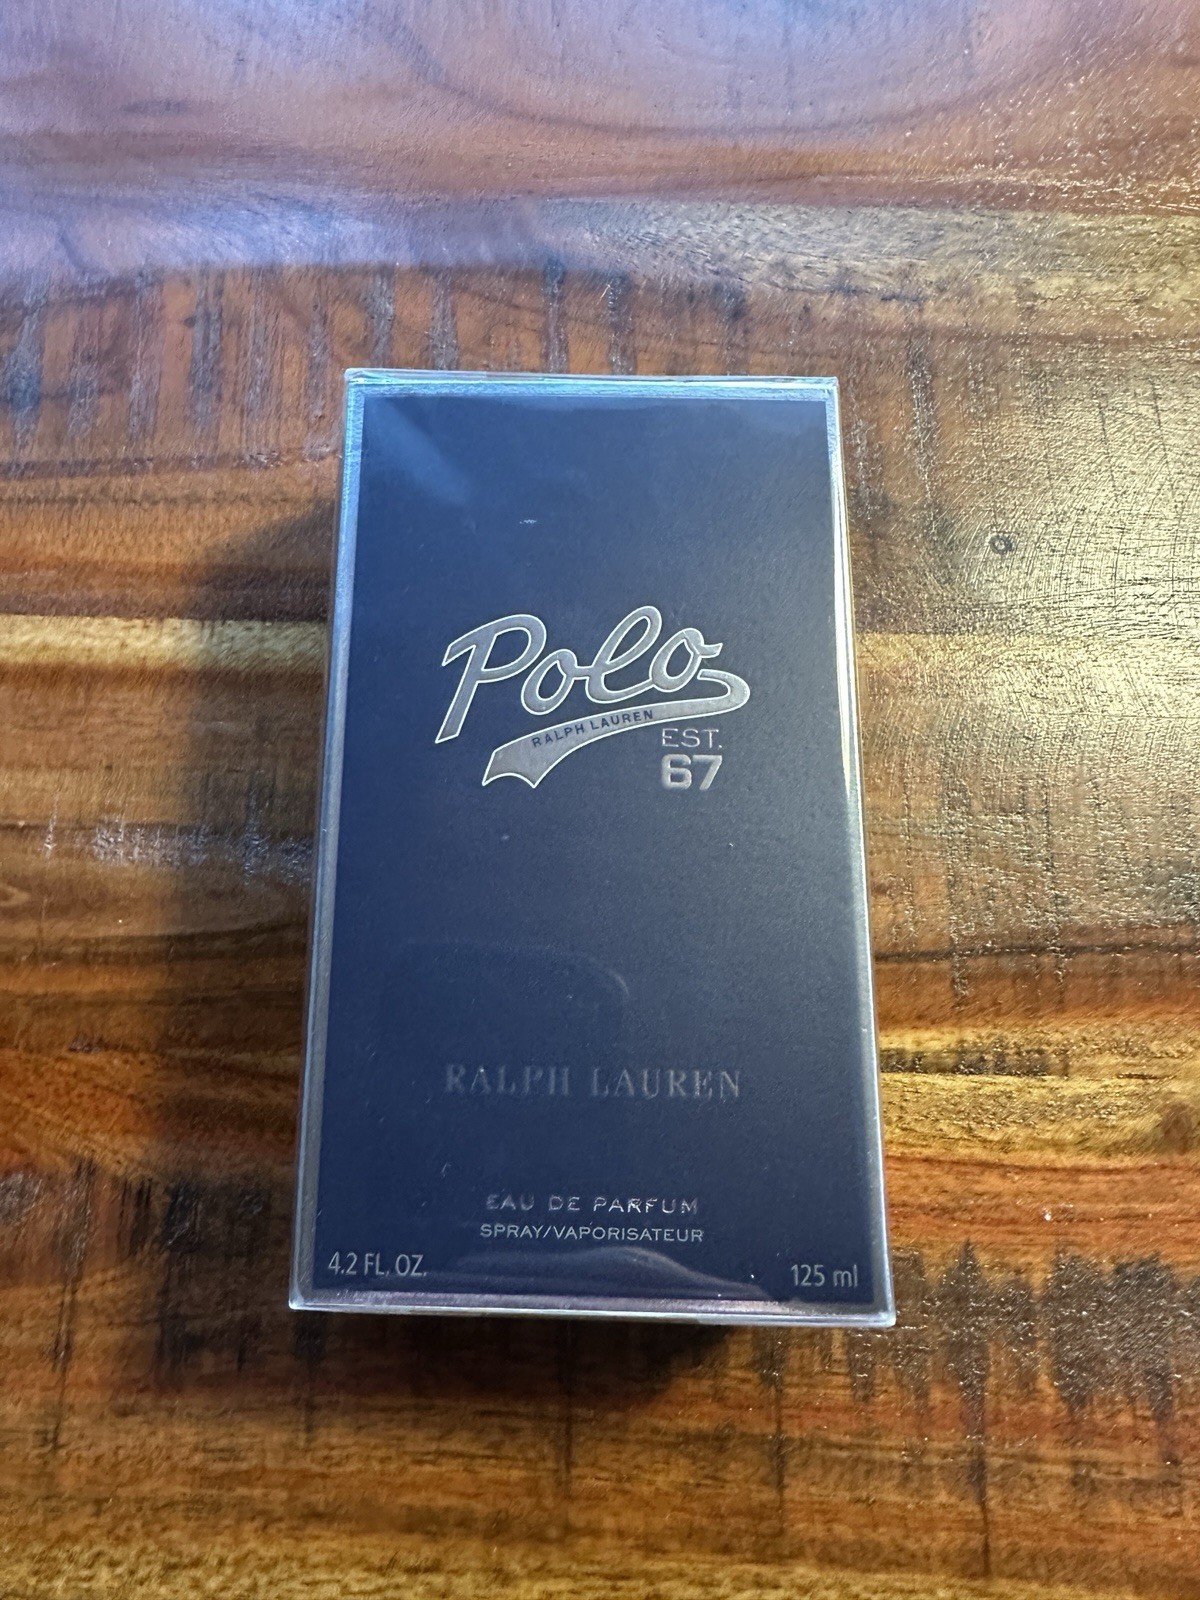 Polo
RALPH LAUREN
EST.
67
RALPH LAUREN
EAU DE PARFUM
SPRAY/VAPORISATEUR
4.2 FL. OZ. 125 ml